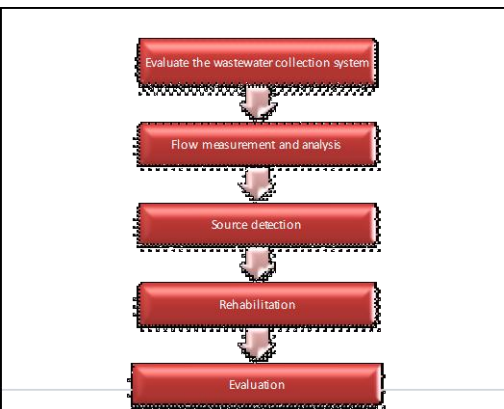 Evaluate the wastewater collection system
Flow measurement and analysis
Source detection
Rehabilitation
Evaluation